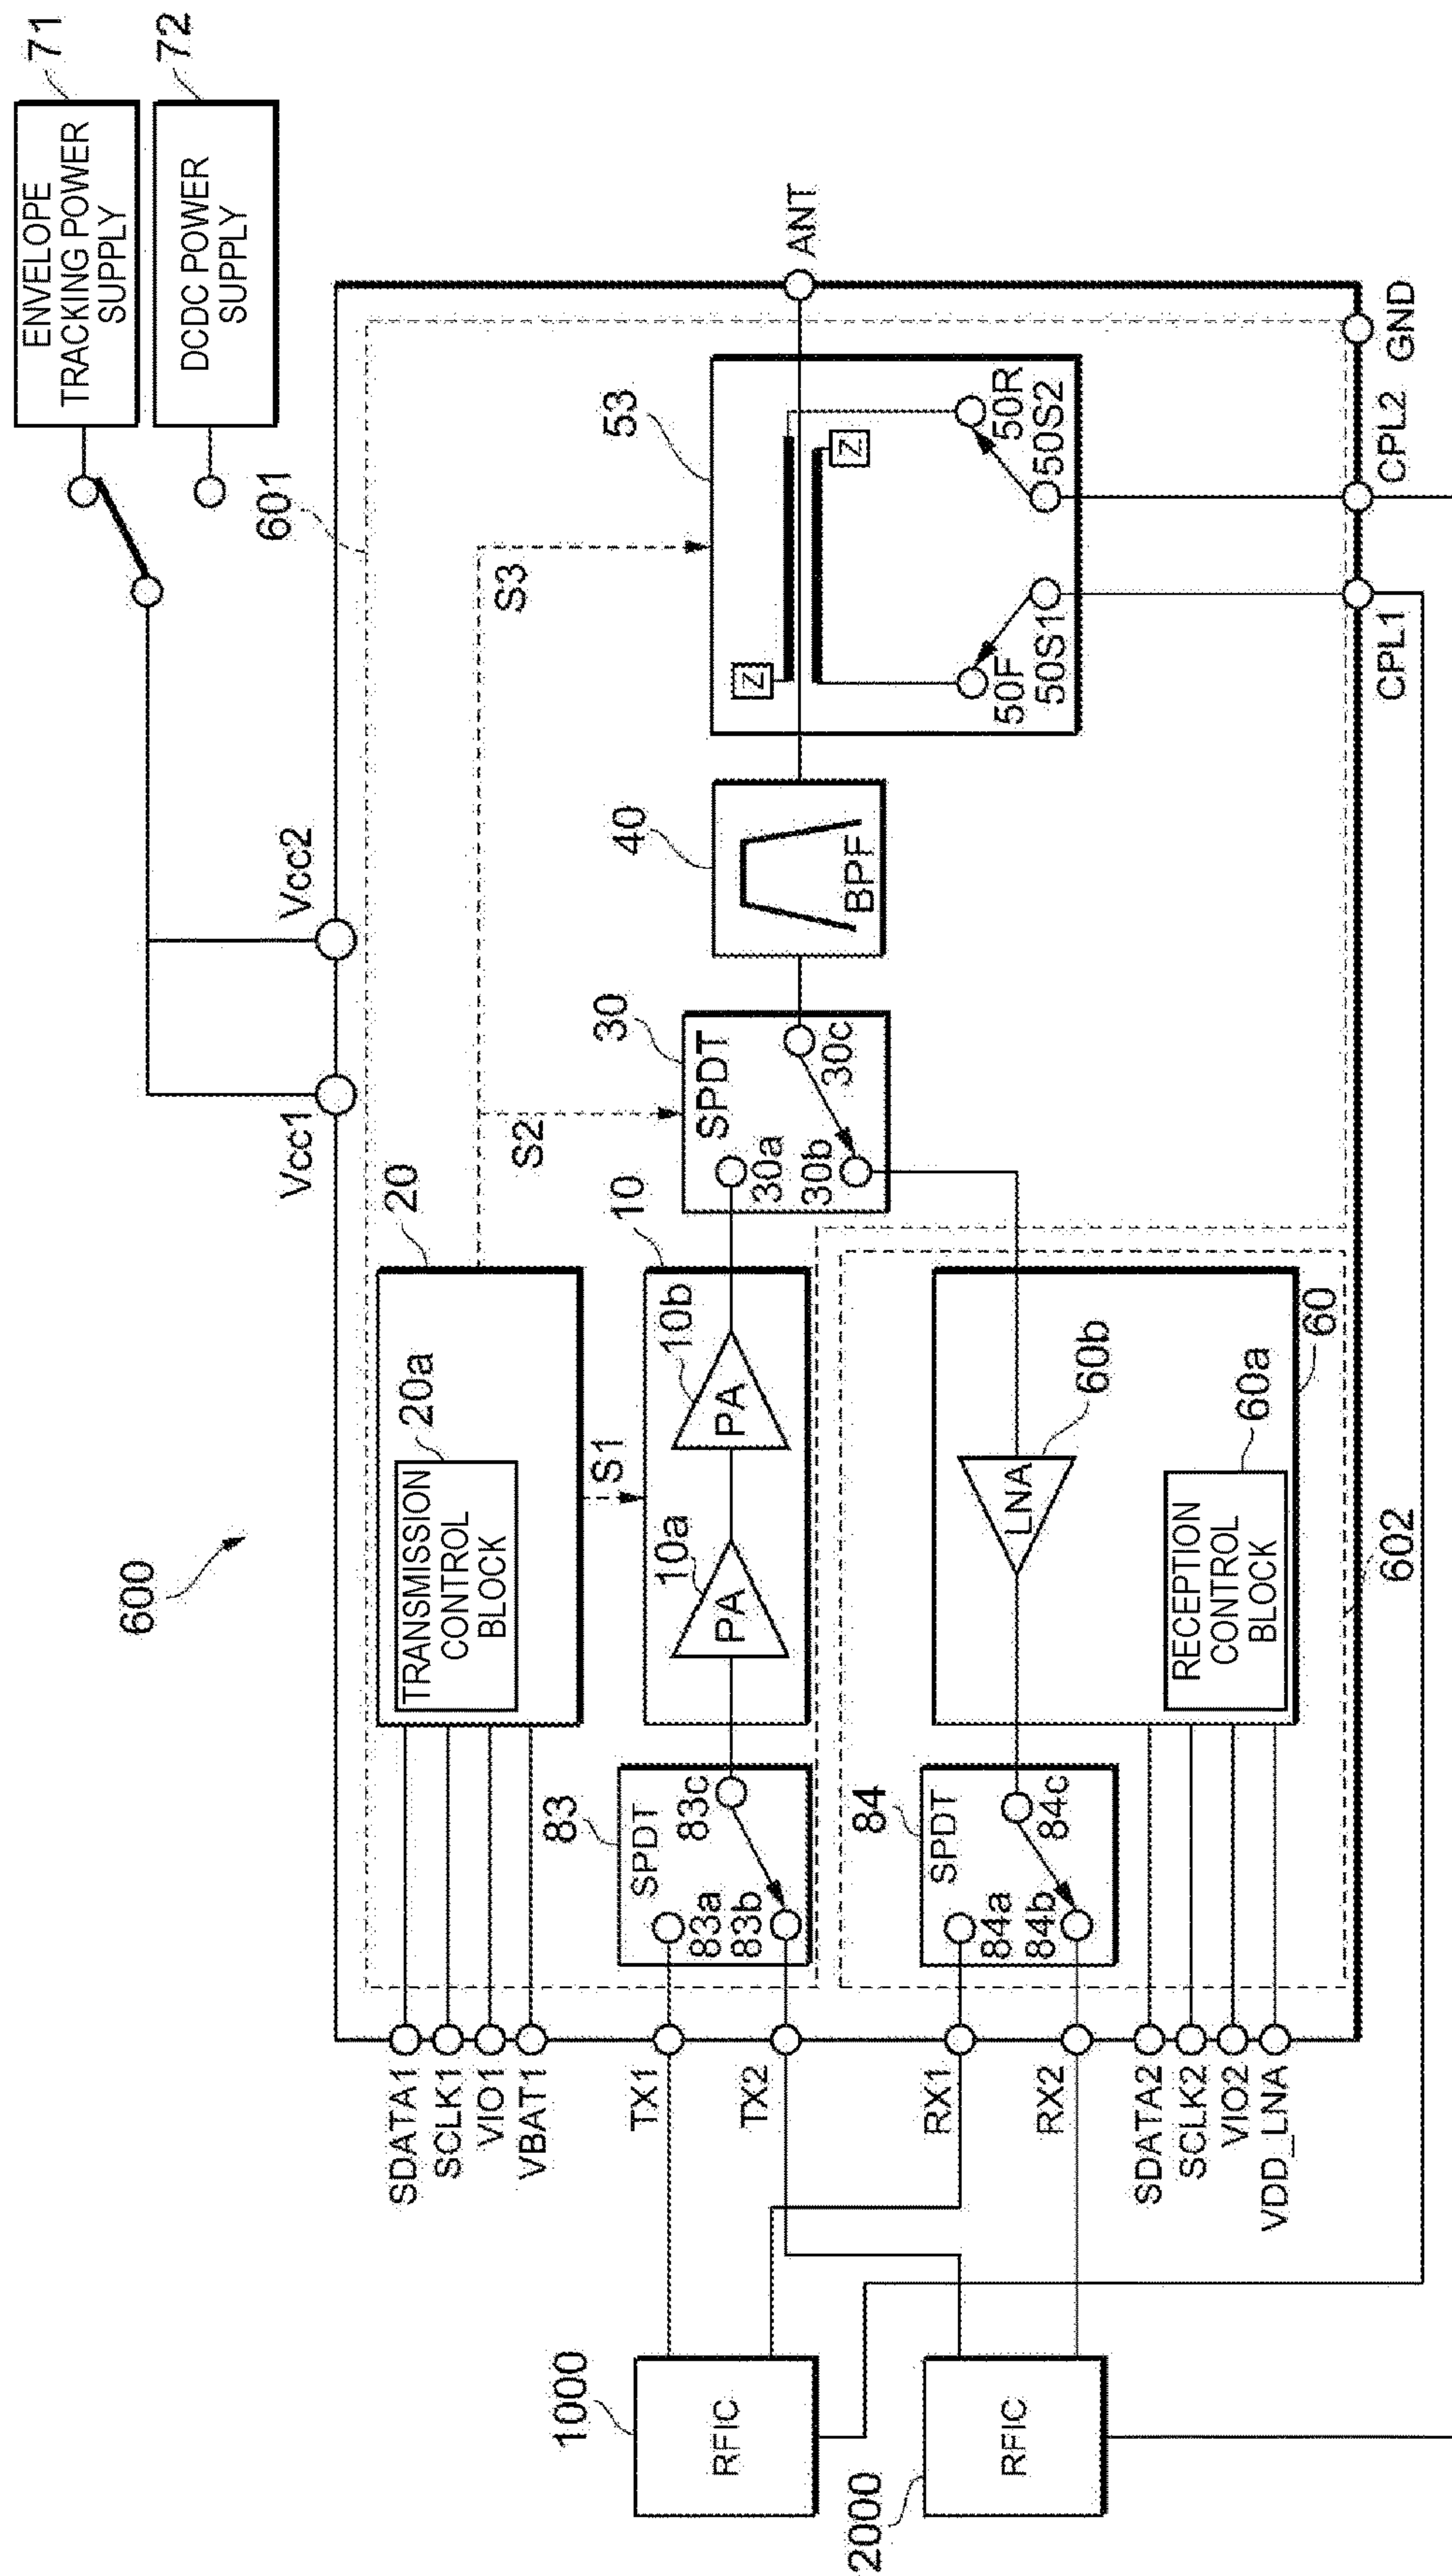 600
ENVELOPE
TRACKING POWER
SUPPLY
71
DCDC POWER
SUPPLY
72
Vcc1
Vcc2
601
SDATA1
SCLK1
VIO1
VBAT1
TRANSMISSION
CONTROL
BLOCK
20a
20
S1
S2
S3
TX1
TX2
83
SPDT
83a
83b
83c
10a
PA
10b
PA
10
30
SPDT
30a
30b
30c
40
BPF
53
Z
Z
50F
50S1
50R
50S2
ANT
1000
RFIC
2000
RFIC
RX1
RX2
84
SPDT
84a
84b
84c
LNA
60b
RECEPTION
CONTROL
BLOCK
60a
60
602
SDATA2
SCLK2
VIO2
VDD_LNA
CPL1
CPL2
GND